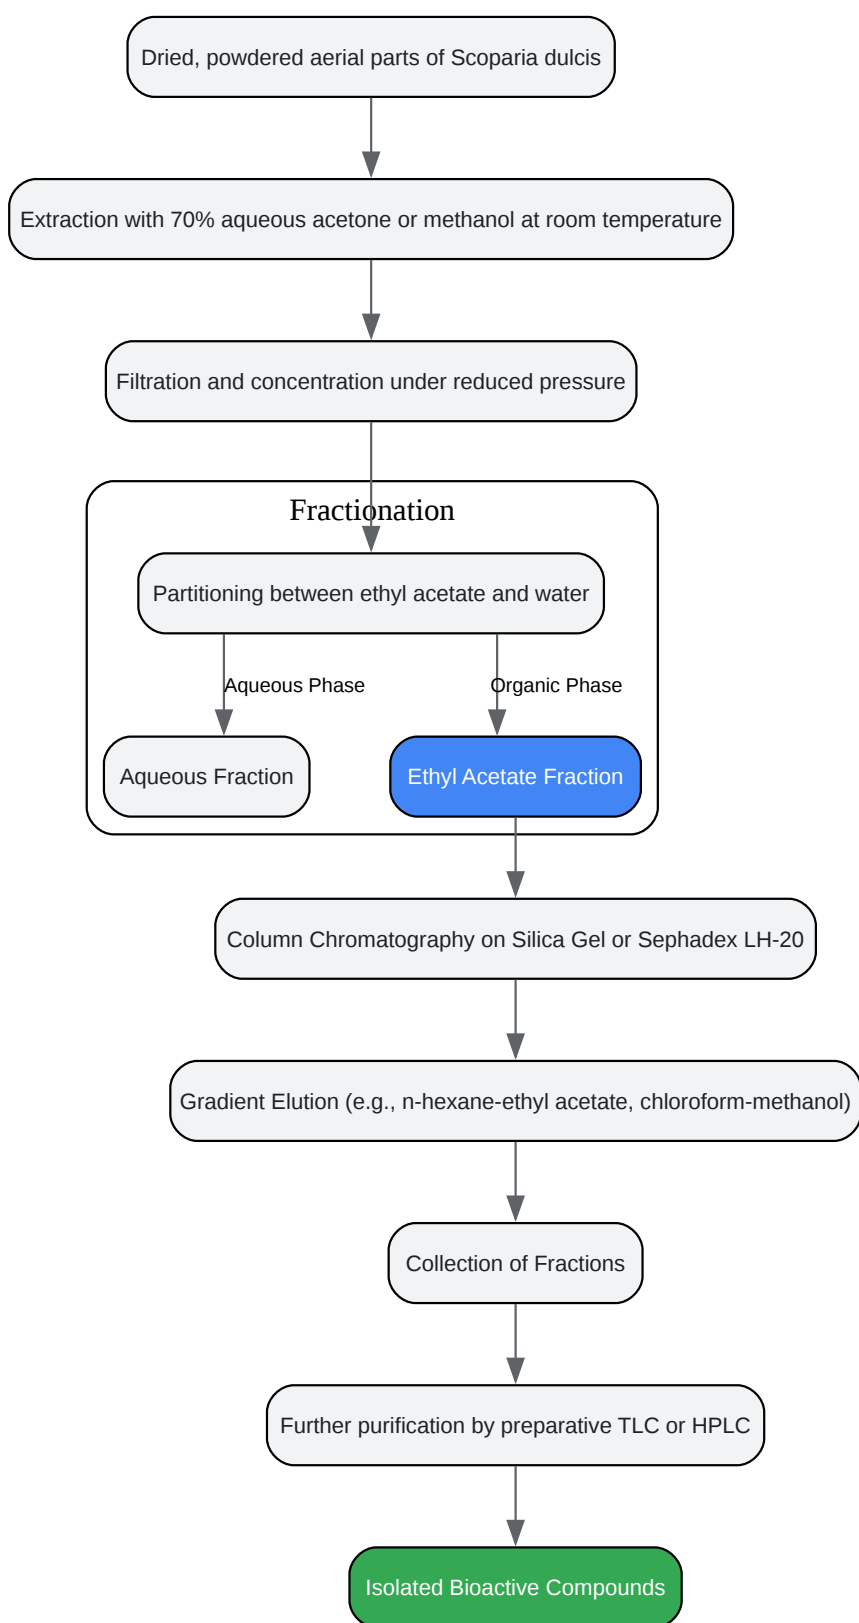 Dried, powdered aerial parts of Scoparia dulcis
Extraction with 70% aqueous acetone or methanol at room temperature
Filtration and concentration under reduced pressure
Fractionation
Partitioning between ethyl acetate and water
Aqueous Phase
Organic Phase
Aqueous Fraction
Ethyl Acetate Fraction
Column Chromatography on Silica Gel or Sephadex LH-20
Gradient Elution (e.g., n-hexane-ethyl acetate, chloroform-methanol)
Collection of Fractions
Further purification by preparative TLC or HPLC
Isolated Bioactive Compounds